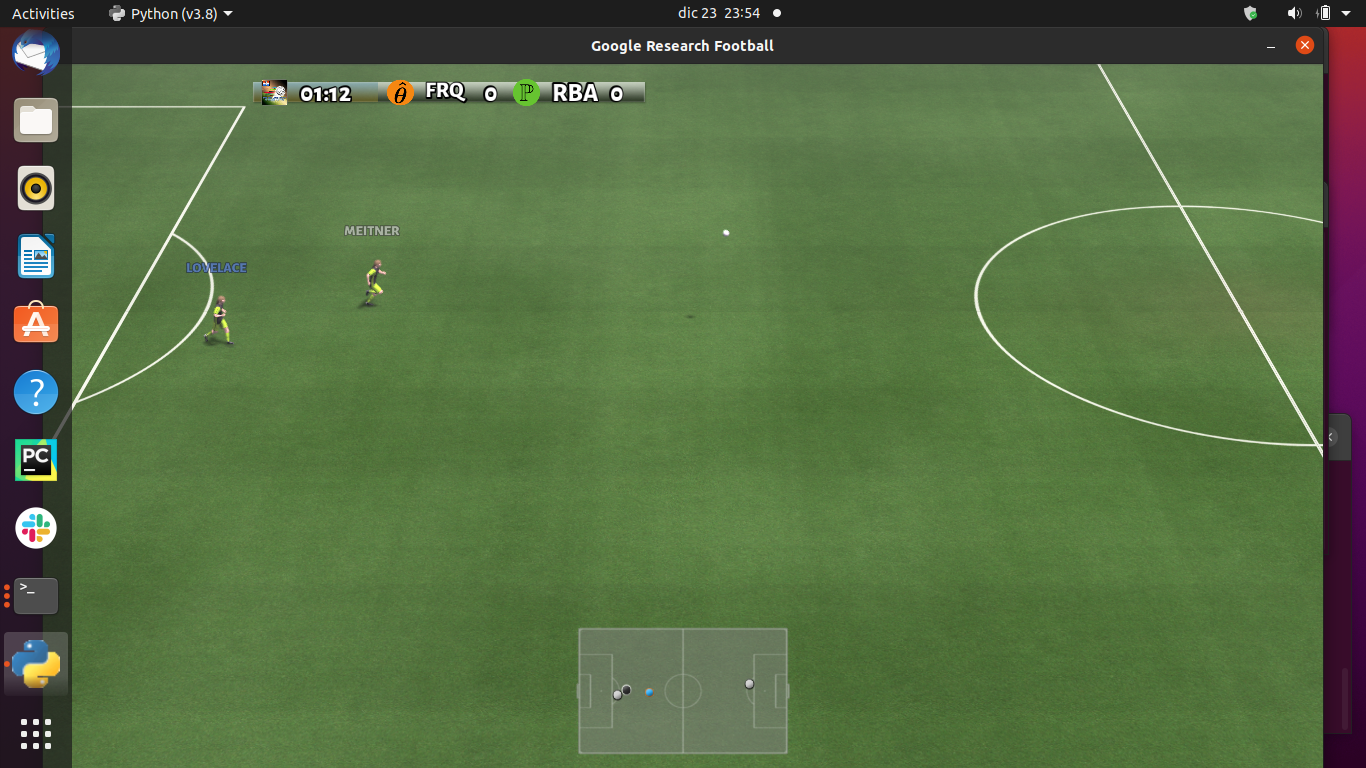 Activities
Python (v3.8)
dic 23 23:54
Google Research Football
01:12 θ̂ FRQ 0 ℙ RBA 0
MEITNER
LOVELACE
?
PC
>_